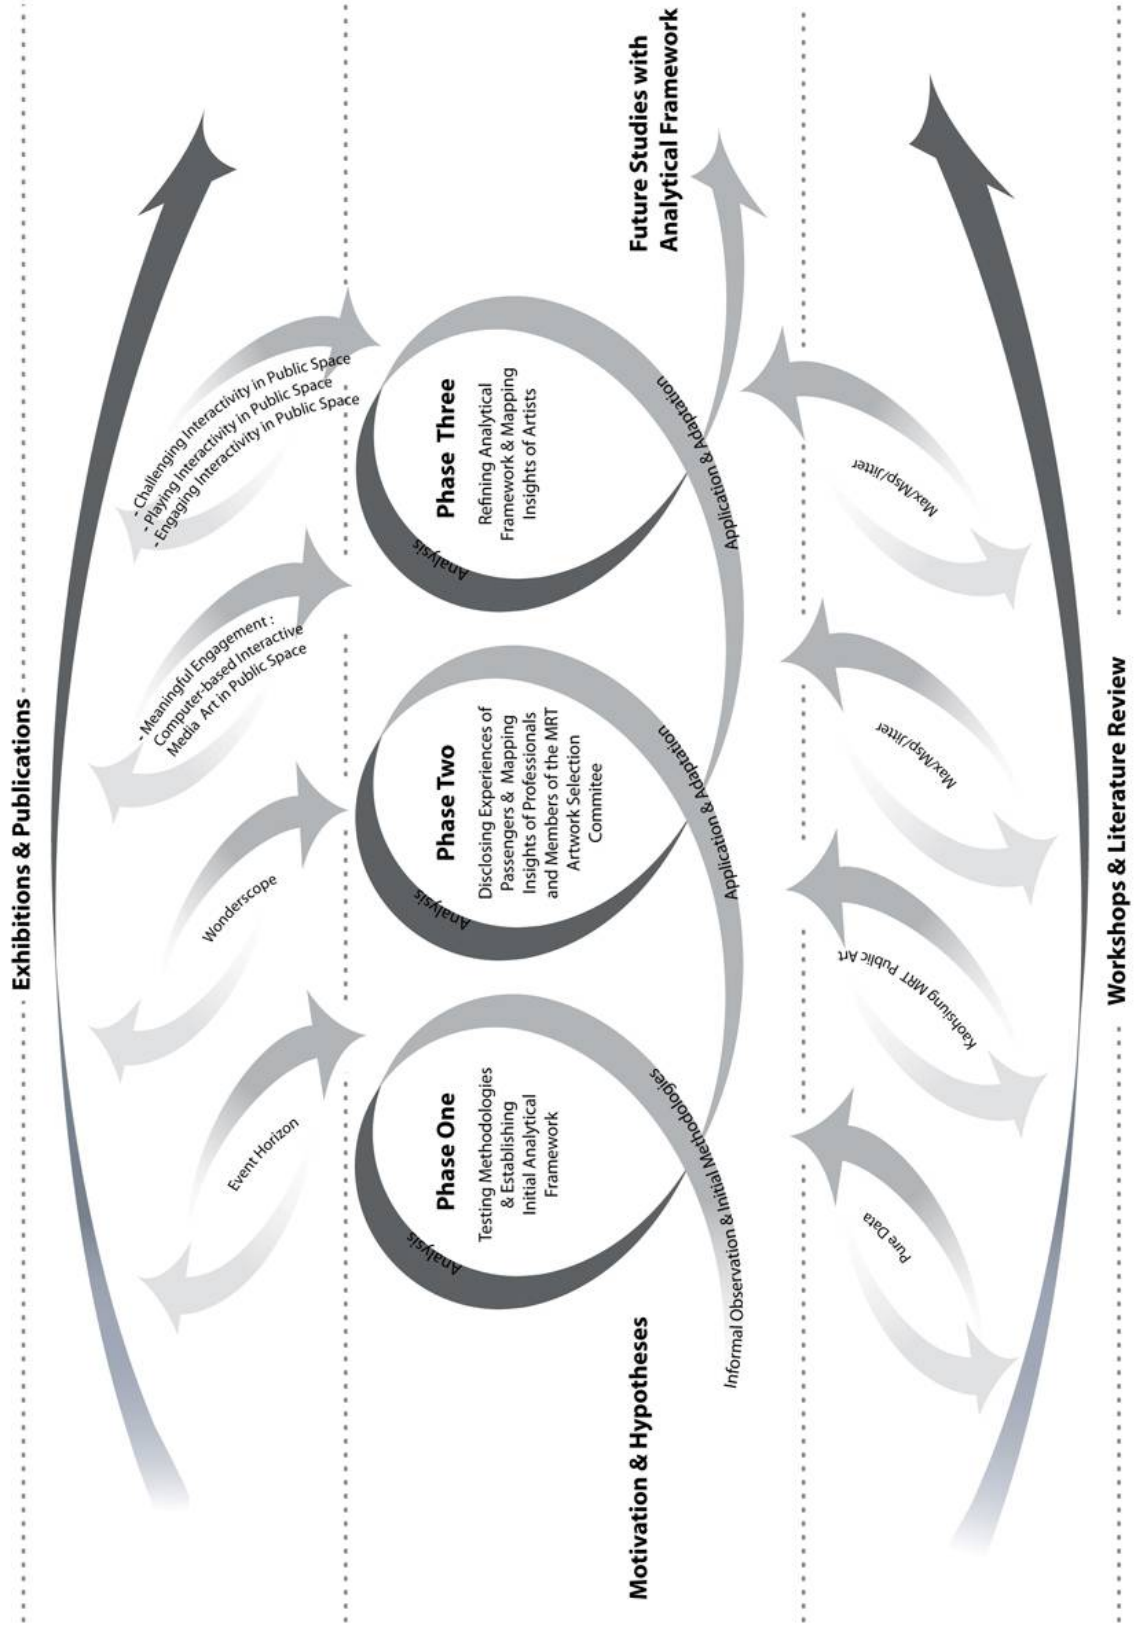 Exhibitions & Publications
Event Horizon
Wonderscope
- Meaningful Engagement :
Computer-based Interactive
Media Art in Public Space
- Challenging Interactivity in Public Space
- Playing Interactivity in Public Space
- Engaging Interactivity in Public Space
Motivation & Hypotheses
Informal Observation & Initial Methodologies
Analysis
Phase One
Testing Methodologies
& Establishing
Initial Analytical
Framework
Application & Adaptation
Analysis
Phase Two
Disclosing Experiences of
Passengers & Mapping
Insights of Professionals
and Members of the MRT
Artwork Selection
Commitee
Application & Adaptation
Analysis
Phase Three
Refining Analytical
Framework & Mapping
Insights of Artists
Future Studies with
Analytical Framework
Pure Data
Kaohsiung MRT Public Art
Max/Msp/Jitter
Max/Msp/Jitter
Workshops & Literature Review